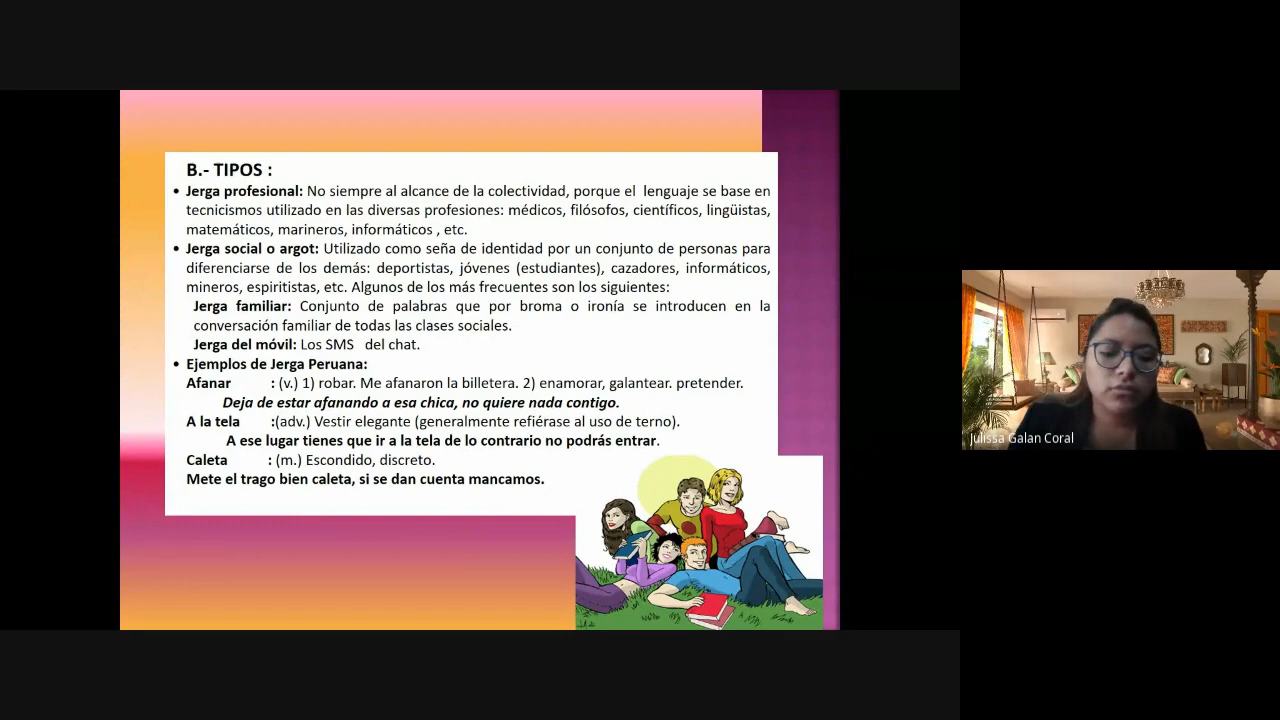 B.- TIPOS :
• Jerga profesional: No siempre al alcance de la colectividad, porque el lenguaje se base en
tecnicismos utilizado en las diversas profesiones: médicos, filósofos, científicos, lingüistas,
matemáticos, marineros, informáticos , etc.
• Jerga social o argot: Utilizado como seña de identidad por un conjunto de personas para
diferenciarse de los demás: deportistas, jóvenes (estudiantes), cazadores, informáticos,
mineros, espiritistas, etc. Algunos de los más frecuentes son los siguientes:
Jerga familiar: Conjunto de palabras que por broma o ironía se introducen en la
conversación familiar de todas las clases sociales.
Jerga del móvil: Los SMS del chat.
• Ejemplos de Jerga Peruana:
Afanar : (v.) 1) robar. Me afanaron la billetera. 2) enamorar, galantear. pretender.
Deja de estar afanando a esa chica, no quiere nada contigo.
A la tela :(adv.) Vestir elegante (generalmente refiérase al uso de terno).
A ese lugar tienes que ir a la tela de lo contrario no podrás entrar.
Caleta : (m.) Escondido, discreto.
Mete el trago bien caleta, si se dan cuenta mancamos.
Julissa Galan Coral